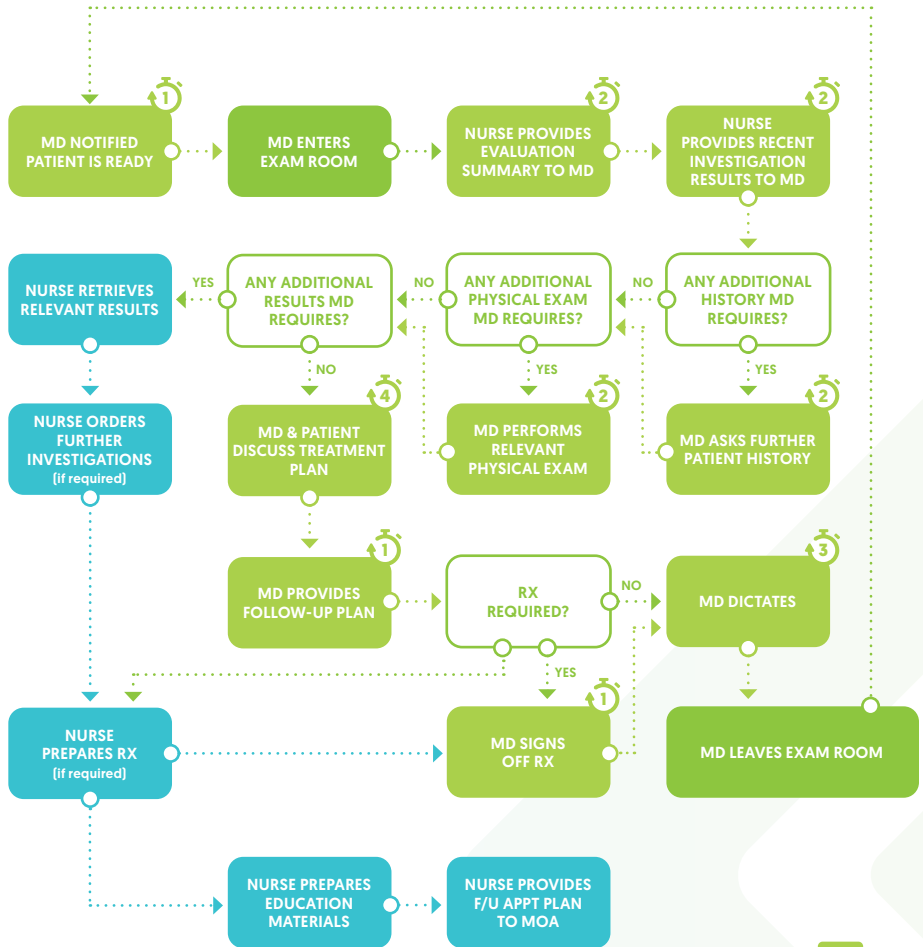 1
MD NOTIFIED
PATIENT IS READY
MD ENTERS
EXAM ROOM
2
NURSE PROVIDES
EVALUATION
SUMMARY TO MD
2
NURSE
PROVIDES RECENT
INVESTIGATION
RESULTS TO MD
ANY ADDITIONAL
HISTORY MD
REQUIRES?
NO
ANY ADDITIONAL
PHYSICAL EXAM
MD REQUIRES?
NO
ANY ADDITIONAL
RESULTS MD
REQUIRES?
YES
NURSE RETRIEVES
RELEVANT RESULTS
YES
YES
NO
2
MD ASKS FURTHER
PATIENT HISTORY
2
MD PERFORMS
RELEVANT
PHYSICAL EXAM
4
MD & PATIENT
DISCUSS TREATMENT
PLAN
NURSE ORDERS
FURTHER
INVESTIGATIONS
(if required)
1
MD PROVIDES
FOLLOW-UP PLAN
RX
REQUIRED?
NO
3
MD DICTATES
YES
NURSE
PREPARES RX
(if required)
1
MD SIGNS
OFF RX
MD LEAVES EXAM ROOM
NURSE PREPARES
EDUCATION
MATERIALS
NURSE PROVIDES
F/U APPT PLAN
TO MOA